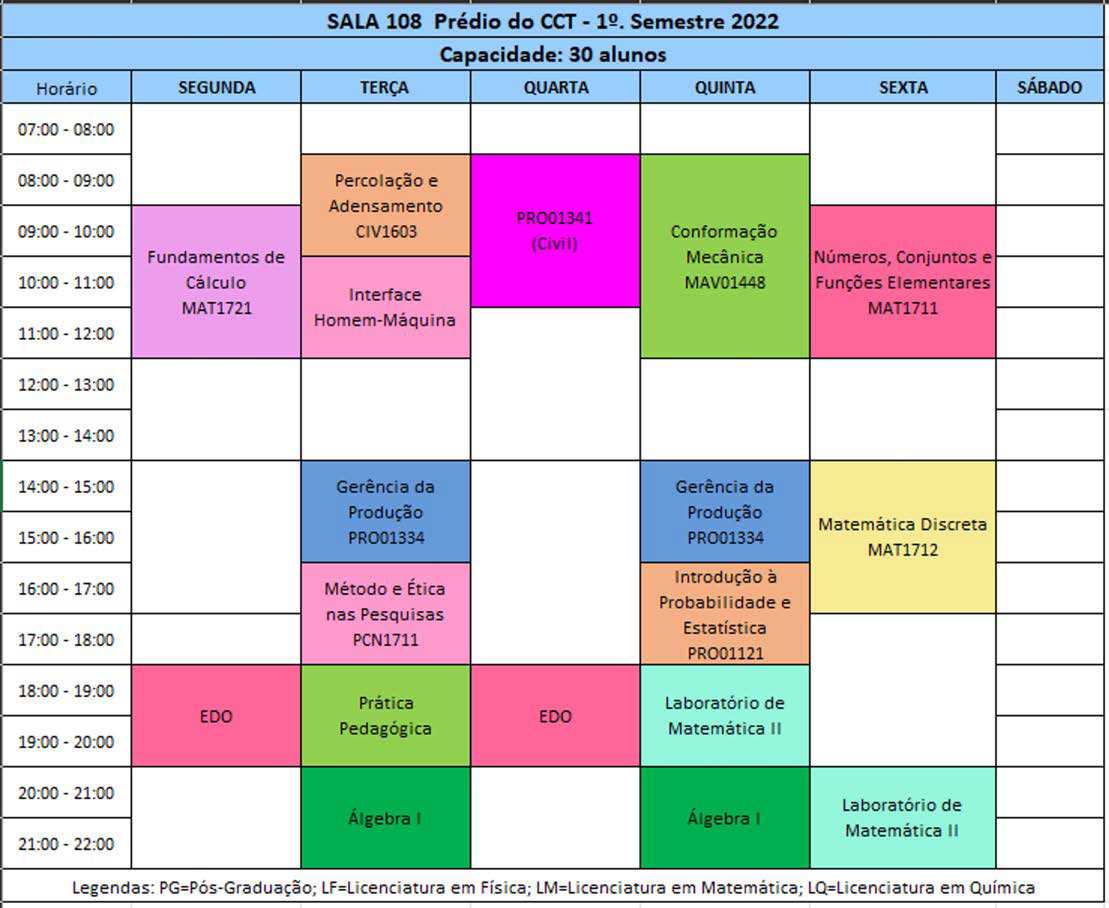 SALA 108 Prédio do CCT - 1º. Semestre 2022
Capacidade: 30 alunos
Horário SEGUNDA TERÇA QUARTA QUINTA SEXTA SÁBADO
07:00 - 08:00
08:00 - 09:00
09:00 - 10:00
10:00 - 11:00
11:00 - 12:00
12:00 - 13:00
13:00 - 14:00
14:00 - 15:00
15:00 - 16:00
16:00 - 17:00
17:00 - 18:00
18:00 - 19:00
19:00 - 20:00
20:00 - 21:00
21:00 - 22:00
Fundamentos de
Cálculo
MAT1721
EDO
Percolação e
Adensamento
CIV1603
Interface
Homem-Máquina
Gerência da
Produção
PRO01334
Método e Ética
nas Pesquisas
PCN1711
Prática
Pedagógica
Álgebra I
PRO01341
(Civil)
EDO
Conformação
Mecânica
MAV01448
Gerência da
Produção
PRO01334
Introdução à
Probabilidade e
Estatística
PRO01121
Laboratório de
Matemática II
Álgebra I
Números, Conjuntos e
Funções Elementares
MAT1711
Matemática Discreta
MAT1712
Laboratório de
Matemática II
Legendas: PG=Pós-Graduação; LF=Licenciatura em Física; LM=Licenciatura em Matemática; LQ=Licenciatura em Química